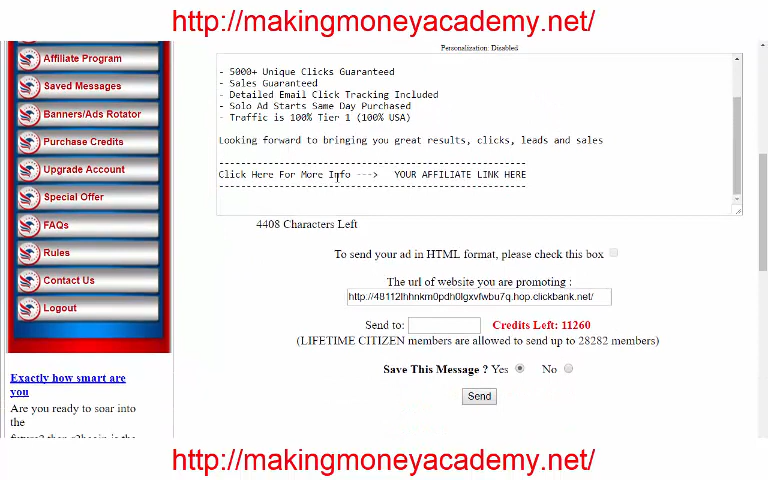 http://makingmoneyacademy.net/
Affiliate Program
Saved Messages
Banners/Ads Rotator
Purchase Credits
Upgrade Account
Special Offer
FAQs
Rules
Contact Us
Logout
Exactly how smart are
you
Are you ready to soar into
the
Personalization: Disabled
- 5000+ Unique Clicks Guaranteed
- Sales Guaranteed
- Detailed Email Click Tracking Included
- Solo Ad Starts Same Day Purchased
- Traffic is 100% Tier 1 (100% USA)
Looking forward to bringing you great results, clicks, leads and sales
-----------------------------------------------------
Click Here For More Info ---> YOUR AFFILIATE LINK HERE
-----------------------------------------------------
4408 Characters Left
To send your ad in HTML format, please check this box
The url of website you are promoting :
Send to: Credits Left: 11260
(LIFETIME CITIZEN members are allowed to send up to 28282 members)
Save This Message ? Yes No
Send
http://makingmoneyacademy.net/